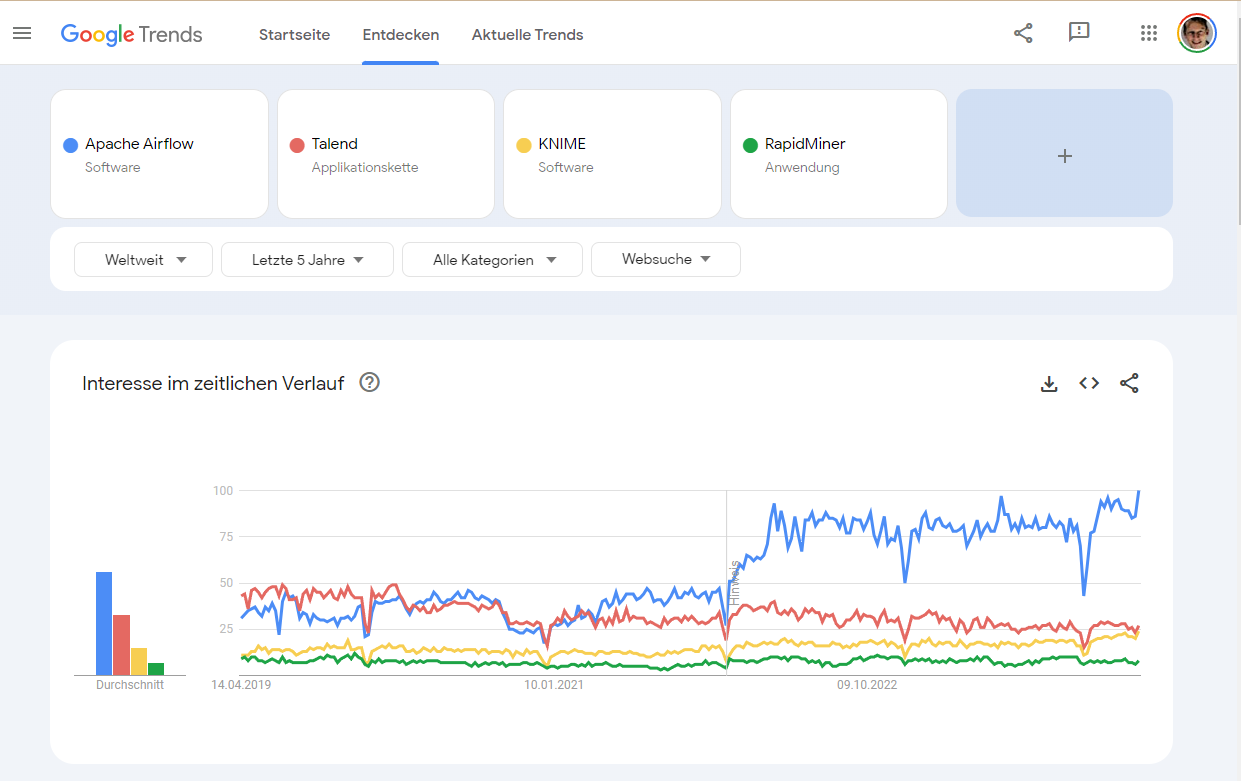 Google Trends Startseite Entdecken Aktuelle Trends
Apache Airflow
Software
Talend
Applikationskette
KNIME
Software
RapidMiner
Anwendung
+
Weltweit Letzte 5 Jahre Alle Kategorien Websuche
Interesse im zeitlichen Verlauf ?
100
75
50
25
Hinweis
Durchschnitt
14.04.2019 10.01.2021 09.10.2022